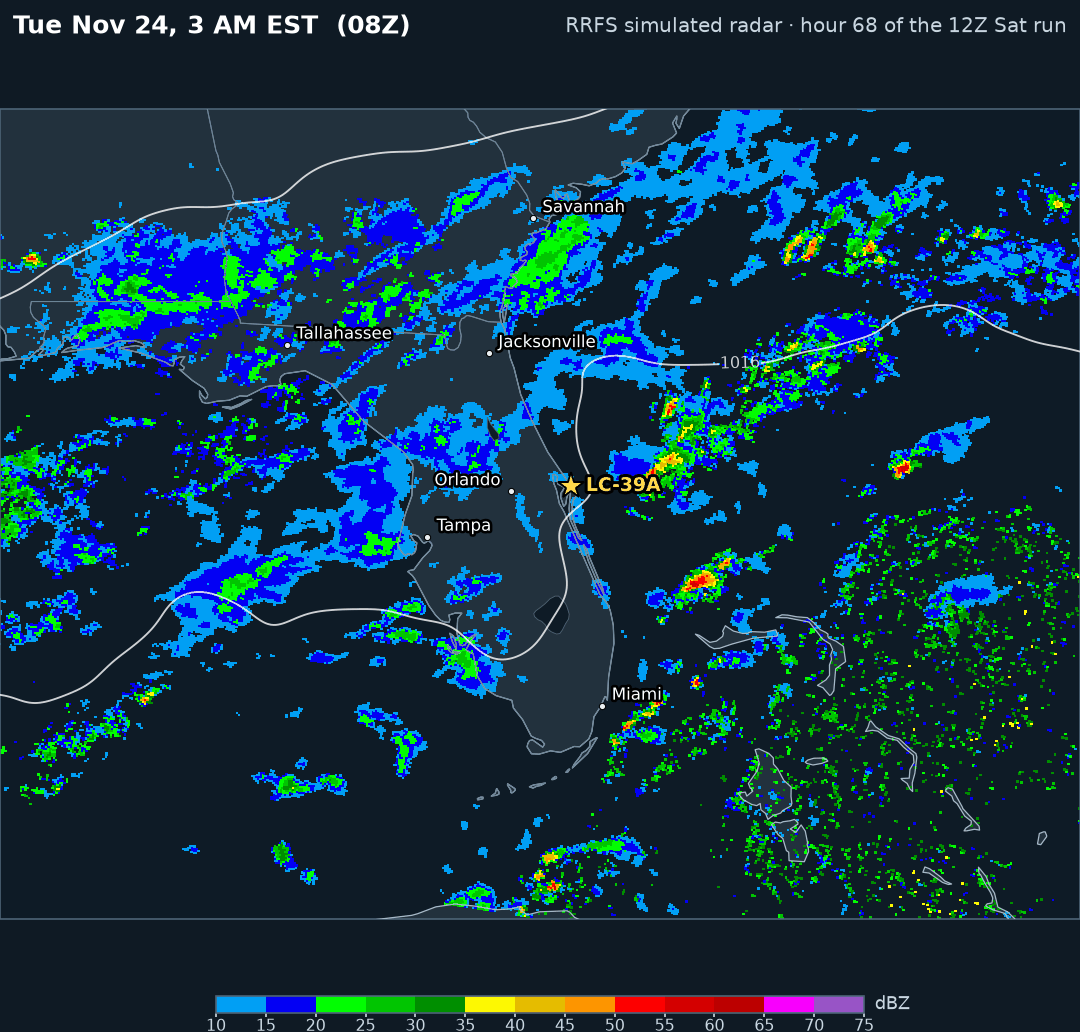 Tue Nov 24, 3 AM EST (08Z)
RRFS simulated radar · hour 68 of the 12Z Sat run
Savannah
Tallahassee
Jacksonville
1016
Orlando
LC-39A
Tampa
Miami
dBZ
10 15 20 25 30 35 40 45 50 55 60 65 70 75